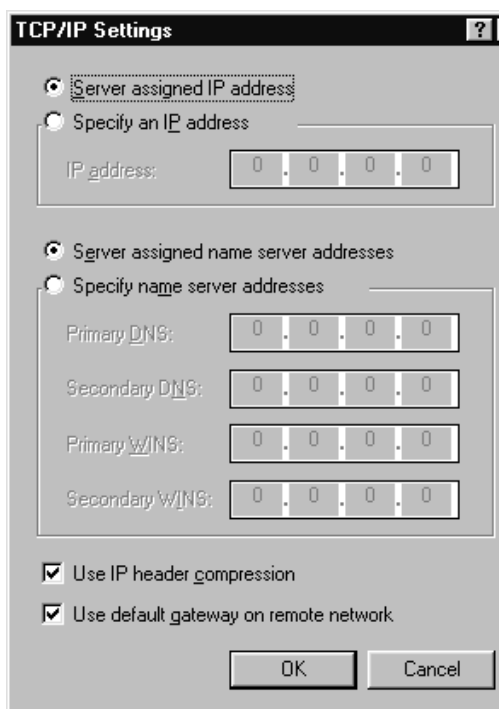 TCP/IP Settings ?
Server assigned IP address
Specify an IP address
IP address: 0 . 0 . 0 . 0
Server assigned name server addresses
Specify name server addresses
Primary DNS: 0 . 0 . 0 . 0
Secondary DNS: 0 . 0 . 0 . 0
Primary WINS: 0 . 0 . 0 . 0
Secondary WINS: 0 . 0 . 0 . 0
Use IP header compression
Use default gateway on remote network
OK Cancel